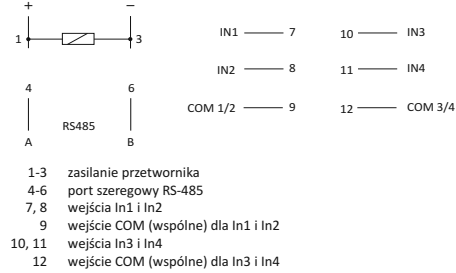 + −
1 3
4 6
RS485
A B
IN1 7
IN2 8
COM 1/2 9
10 IN3
11 IN4
12 COM 3/4
1-3 zasilanie przetwornika
4-6 port szeregowy RS-485
7, 8 wejścia In1 i In2
9 wejście COM (wspólne) dla In1 i In2
10, 11 wejścia In3 i In4
12 wejście COM (wspólne) dla In3 i In4